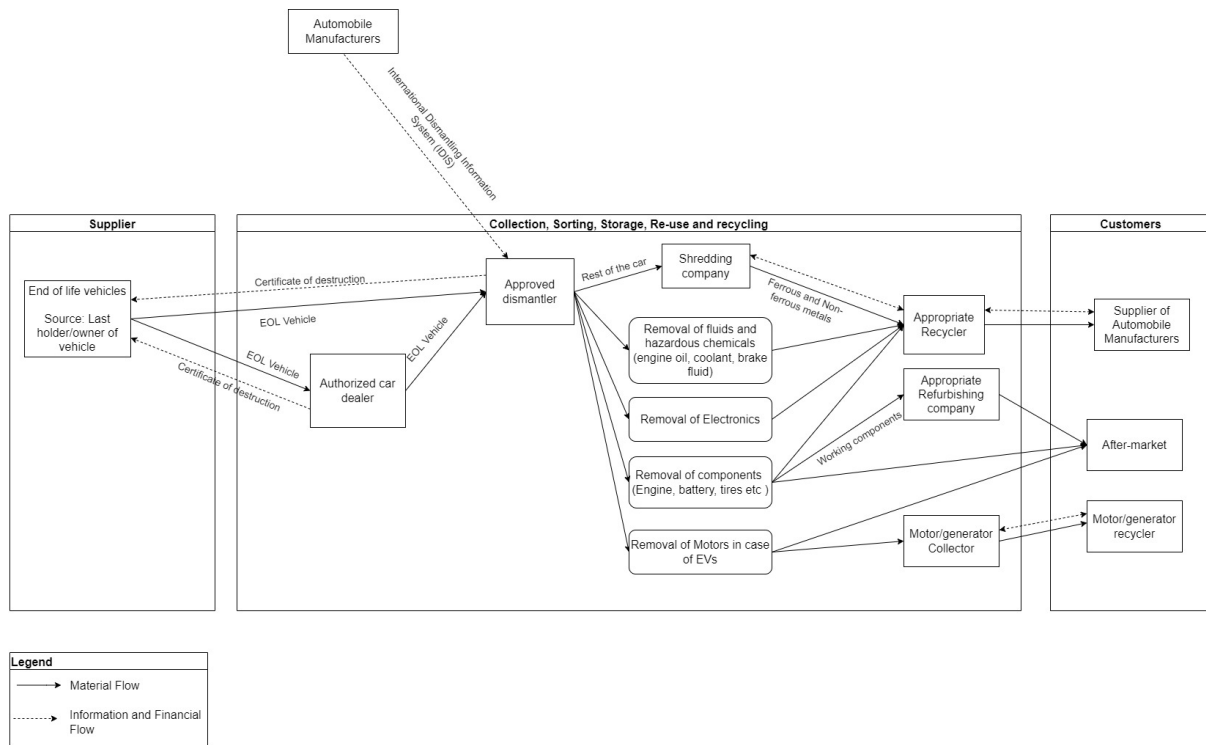 Automobile
Manufacturers
International Dismantling Information
System (IDIS)
Supplier
Collection, Sorting, Storage, Re-use and recycling
Customers
End of life vehicles
Source: Last
holder/owner of
vehicle
Certificate of destruction
EOL Vehicle
EOL Vehicle
Certificate of destruction
Authorized car
dealer
EOL Vehicle
Approved
dismantler
Rest of the car
Shredding
company
Ferrous and Non-
ferrous metals
Removal of fluids and
hazardous chemicals
(engine oil, coolant, brake
fluid)
Removal of Electronics
Removal of components
(Engine, battery, tires etc )
Removal of Motors in case
of EVs
Appropriate
Recycler
Appropriate
Refurbishing
company
Working components
Motor/generator
Collector
Supplier of
Automobile
Manufacturers
After-market
Motor/generator
recycler
Legend
Material Flow
Information and Financial
Flow